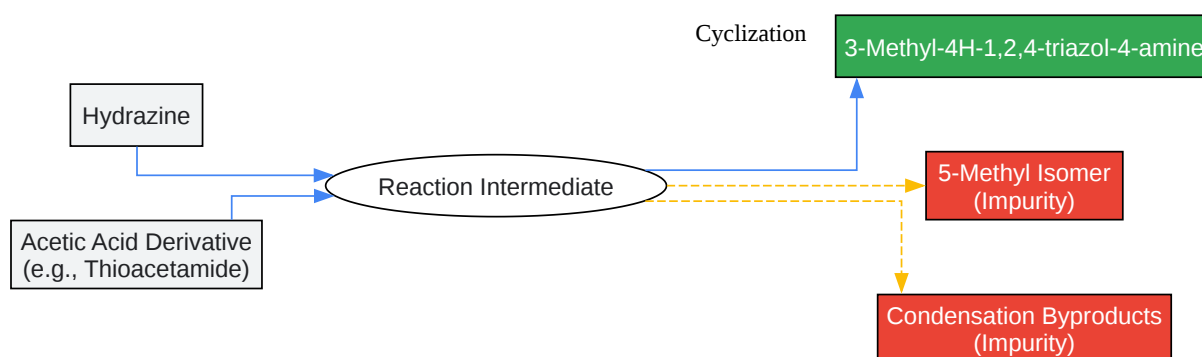 Cyclization
3-Methyl-4H-1,2,4-triazol-4-amine
Hydrazine
Reaction Intermediate
5-Methyl Isomer
(Impurity)
Acetic Acid Derivative
(e.g., Thioacetamide)
Condensation Byproducts
(Impurity)